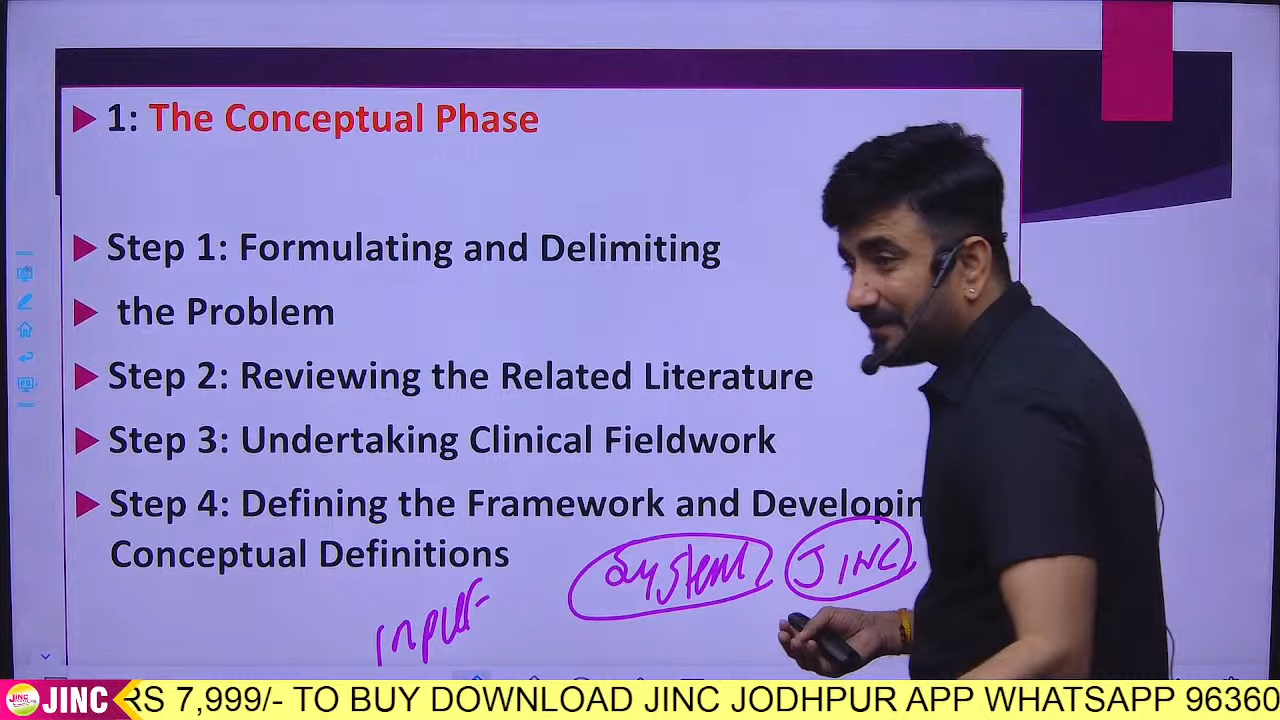 1: The Conceptual Phase
Step 1: Formulating and Delimiting
the Problem
Step 2: Reviewing the Related Literature
Step 3: Undertaking Clinical Fieldwork
Step 4: Defining the Framework and Developin
Conceptual Definitions
System JINC
Input
JINC RS 7,999/- TO BUY DOWNLOAD JINC JODHPUR APP WHATSAPP 96360